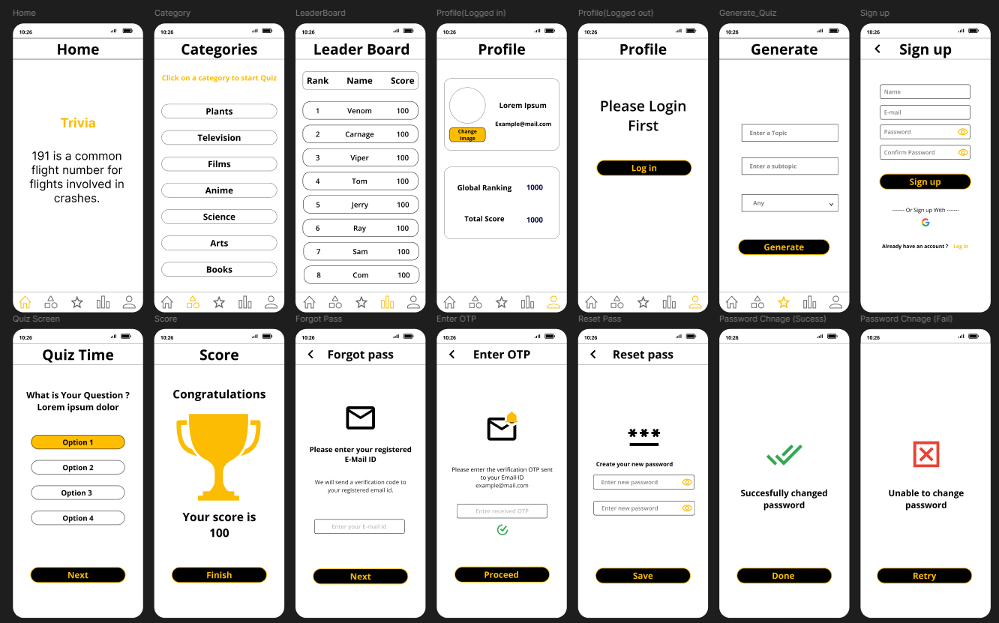 Home
10:26
Home
Trivia
191 is a common
flight number for
flights involved in
crashes.
Category
10:26
Categories
Click on a category to start Quiz
Plants
Television
Films
Anime
Science
Arts
Books
LeaderBoard
10:26
Leader Board
Rank Name Score
1 Venom 100
2 Carnage 100
3 Viper 100
4 Tom 100
5 Jerry 100
6 Ray 100
7 Sam 100
8 Com 100
Profile(Logged in)
10:26
Profile
Lorem Ipsum
Example@mail.com
Change
Image
Global Ranking 1000
Total Score 1000
Profile(Logged out)
10:26
Profile
Please Login
First
Log in
Generate_Quiz
10:26
Generate
Enter a Topic
Enter a subtopic
Any
Generate
Sign up
10:26
Sign up
Name
E-mail
Password
Confirm Password
Sign up
------- Or Sign up With -------
Already have an account ? Log in
Quiz Screen
10:26
Quiz Time
What is Your Question ?
Lorem ipsum dolor
Option 1
Option 2
Option 3
Option 4
Next
Score
10:26
Score
Congratulations
Your score is
100
Finish
Forgot Pass
10:26
Forgot pass
Please enter your registered
E-Mail ID
We will send a verification code to
your registered email id.
Enter your E-mail Id
Next
Enter OTP
10:26
Enter OTP
Please enter the verification OTP sent
to your Email-ID
example@mail.com
Enter received OTP
Proceed
Reset Pass
10:26
Reset pass
***
Create your new password
Enter new password
Enter new password
Save
Password Chnage (Sucess)
10:26
Succesfully changed
password
Done
Password Chnage (Fail)
10:26
Unable to change
password
Retry